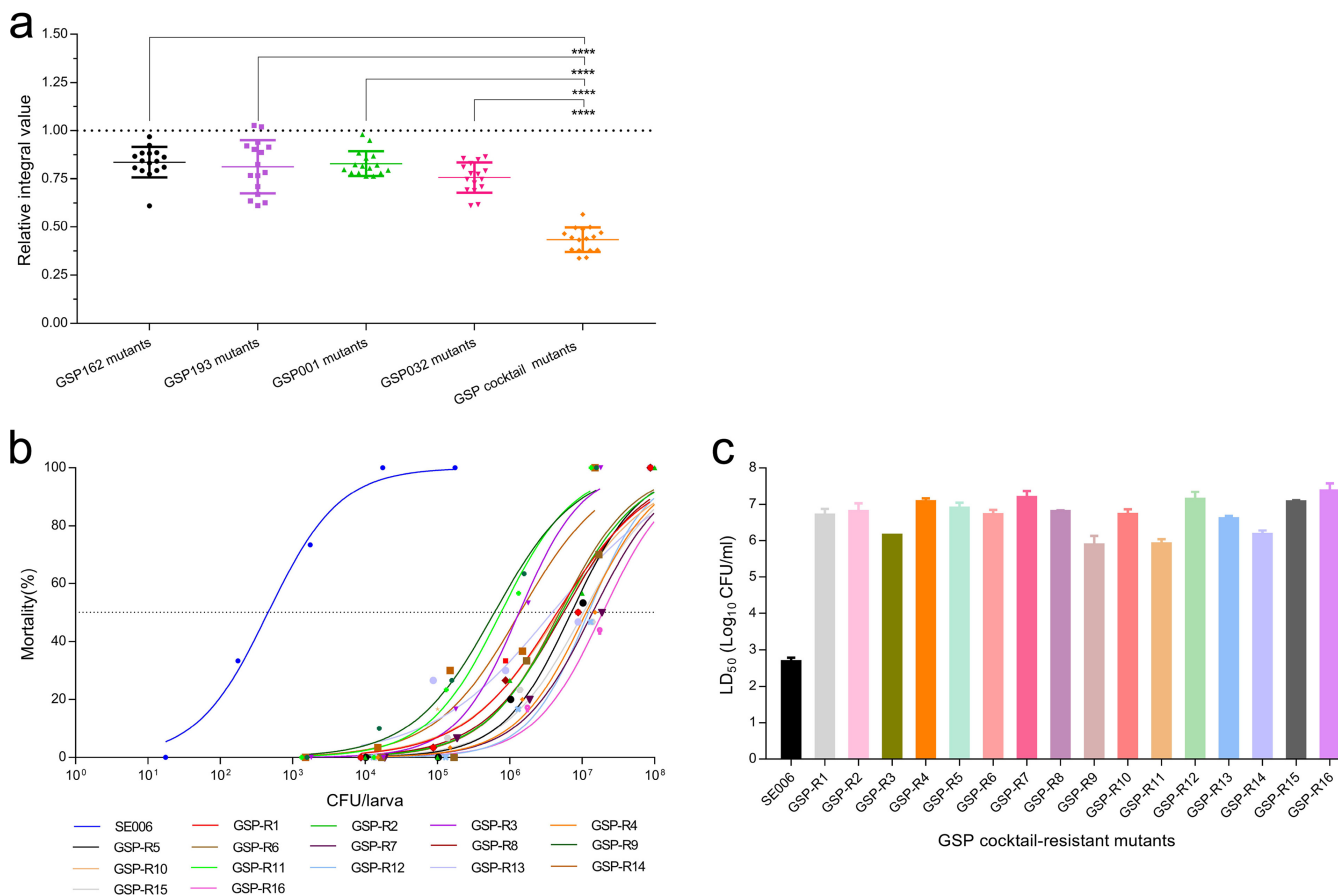 a
1.50
1.25
1.00
0.75
0.50
0.25
0.00
Relative integral value
****
****
****
****
GSP162 mutants
GSP193 mutants
GSP001 mutants
GSP032 mutants
GSP cocktail mutants
b
100
80
60
40
20
0
Mortality(%)
10⁰ 10¹ 10² 10³ 10⁴ 10⁵ 10⁶ 10⁷ 10⁸
CFU/larva
SE006 GSP-R1 GSP-R2 GSP-R3 GSP-R4
GSP-R5 GSP-R6 GSP-R7 GSP-R8 GSP-R9
GSP-R10 GSP-R11 GSP-R12 GSP-R13 GSP-R14
GSP-R15 GSP-R16
c
8
7
6
5
4
3
2
1
0
LD₅₀ (Log₁₀ CFU/ml)
SE006
GSP-R1
GSP-R2
GSP-R3
GSP-R4
GSP-R5
GSP-R6
GSP-R7
GSP-R8
GSP-R9
GSP-R10
GSP-R11
GSP-R12
GSP-R13
GSP-R14
GSP-R15
GSP-R16
GSP cocktail-resistant mutants